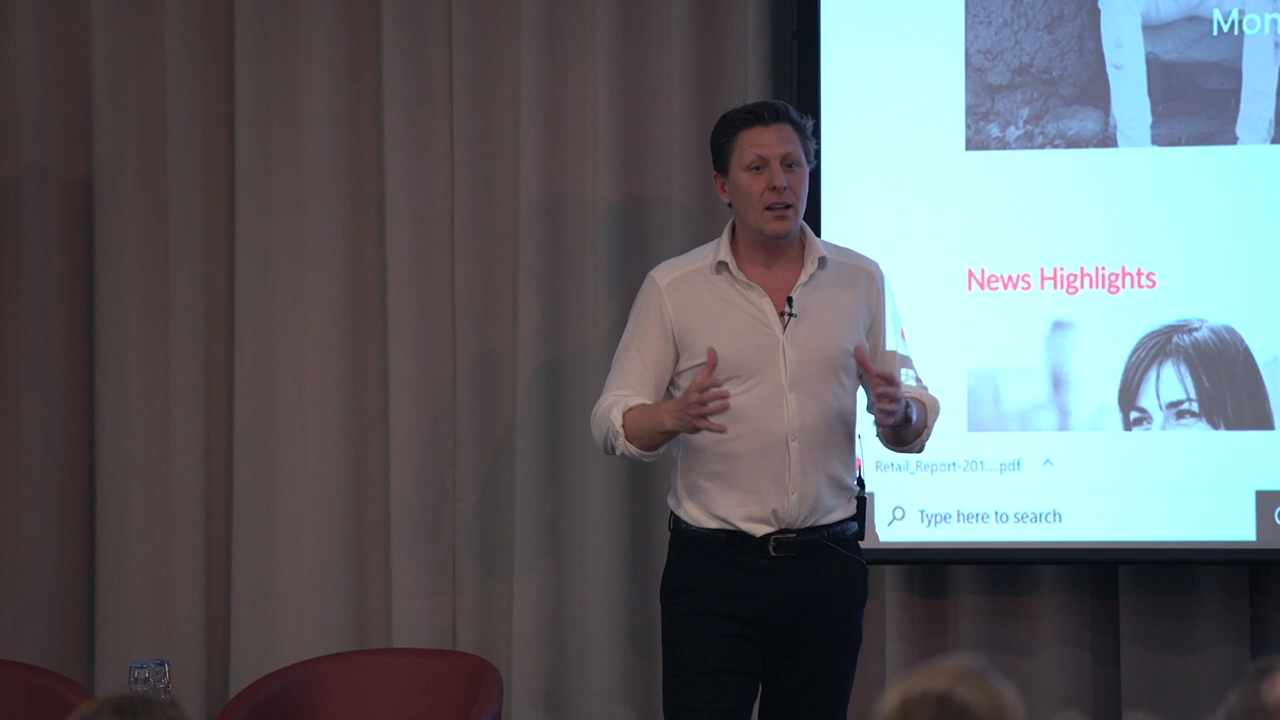 Mon
News Highlights
Retail_Report-201....pdf
Type here to search